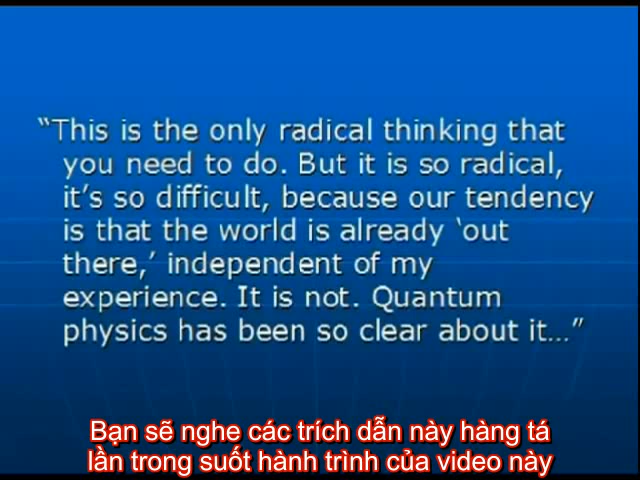 “This is the only radical thinking that
you need to do. But it is so radical,
it’s so difficult, because our tendency
is that the world is already ‘out
there,’ independent of my
experience. It is not. Quantum
physics has been so clear about it…”
Bạn sẽ nghe các trích dẫn này hàng tá
lần trong suốt hành trình của video này